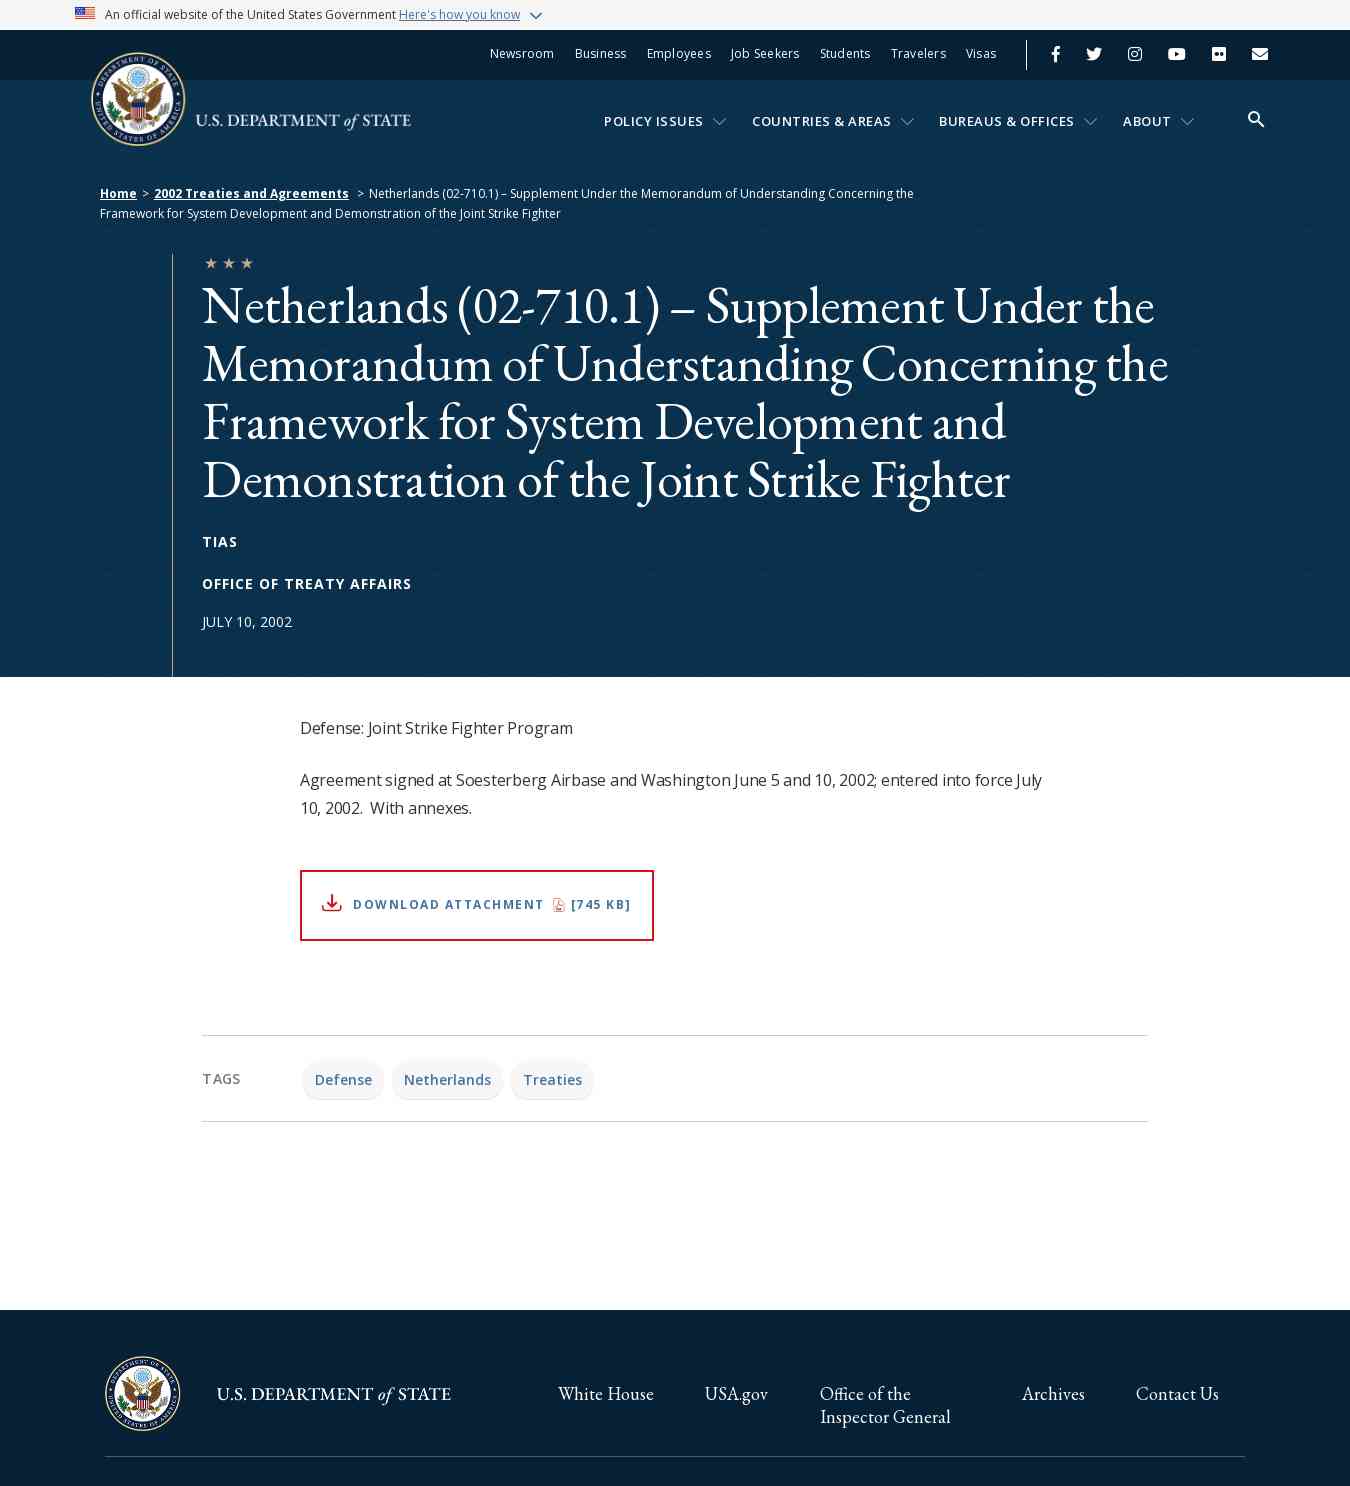 An official website of the United States Government Here's how you know
Newsroom Business Employees Job Seekers Students Travelers Visas
U.S. DEPARTMENT of STATE
POLICY ISSUES COUNTRIES & AREAS BUREAUS & OFFICES ABOUT
Home > 2002 Treaties and Agreements > Netherlands (02-710.1) – Supplement Under the Memorandum of Understanding Concerning the
Framework for System Development and Demonstration of the Joint Strike Fighter
Netherlands (02-710.1) – Supplement Under the
Memorandum of Understanding Concerning the
Framework for System Development and
Demonstration of the Joint Strike Fighter
TIAS
OFFICE OF TREATY AFFAIRS
JULY 10, 2002
Defense: Joint Strike Fighter Program
Agreement signed at Soesterberg Airbase and Washington June 5 and 10, 2002; entered into force July
10, 2002.  With annexes.
DOWNLOAD ATTACHMENT [745 KB]
TAGS Defense Netherlands Treaties
U.S. DEPARTMENT of STATE
White House USA.gov Office of the Archives Contact Us
Inspector General